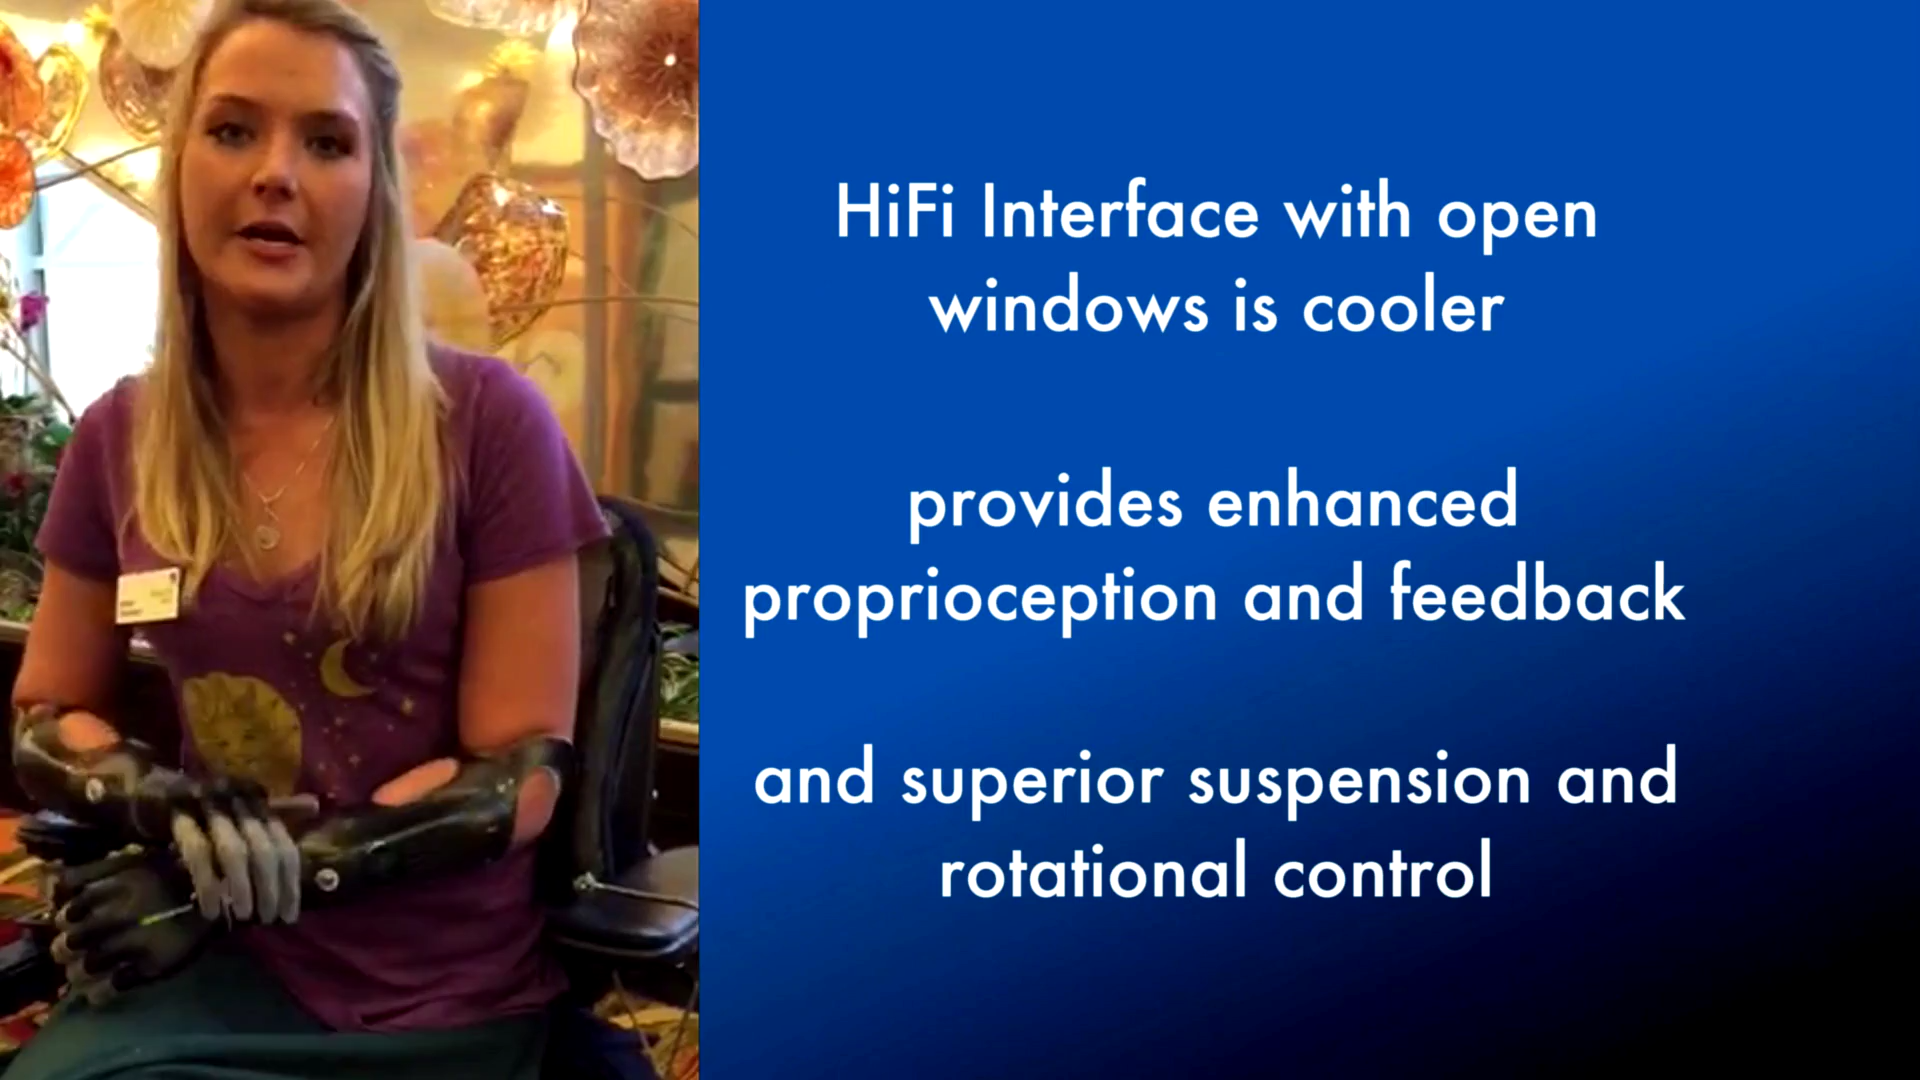 HiFi Interface with open
windows is cooler
provides enhanced
proprioception and feedback
and superior suspension and
rotational control